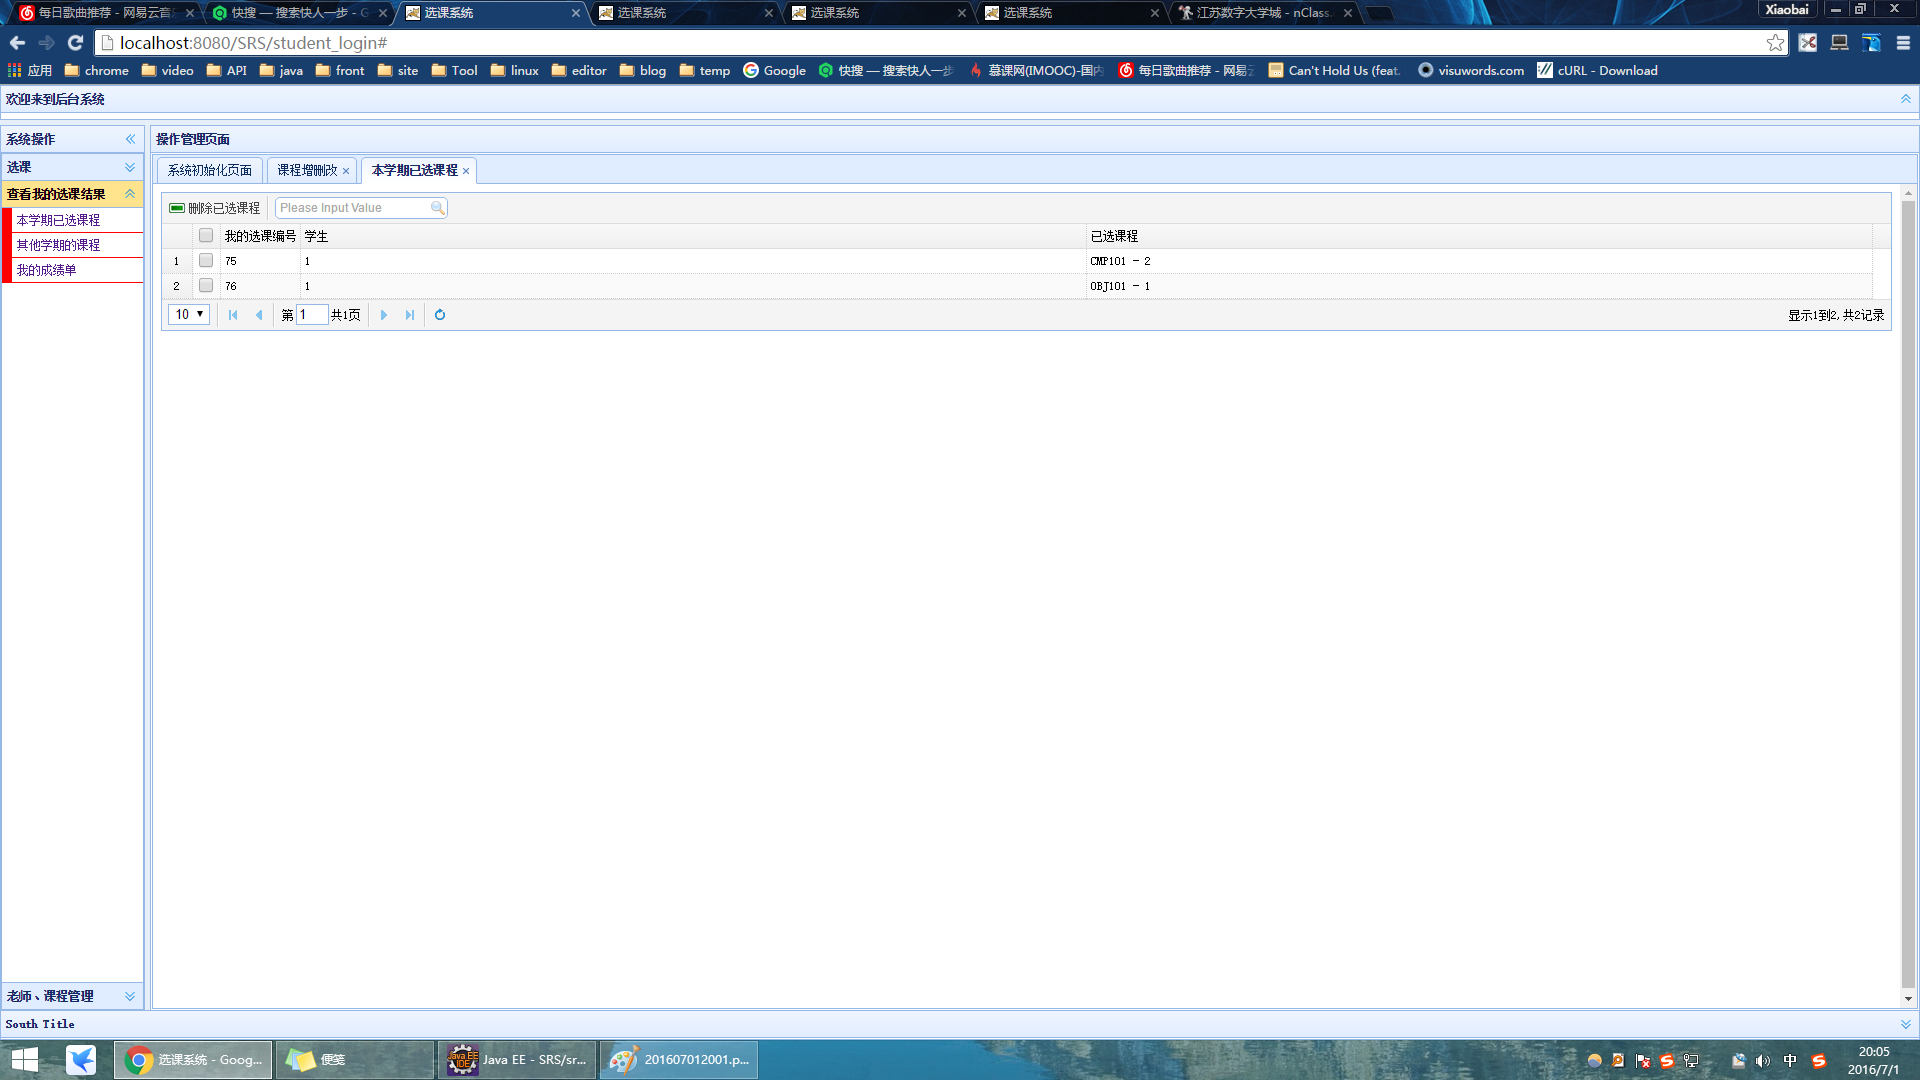 每日歌曲推荐 - 网易云音
快搜 — 搜索快人一步 - G
选课系统
选课系统
选课系统
选课系统
江苏数字大学城 - nClass
Xiaobai
localhost:8080/SRS/student_login#
应用
chrome
video
API
java
front
site
Tool
linux
editor
blog
temp
Google
快搜 — 搜索快人一步
慕课网(IMOOC)-国内
每日歌曲推荐 - 网易云
Can't Hold Us (feat.
visuwords.com
cURL - Download
欢迎来到后台系统
系统操作
操作管理页面
选课
系统初始化页面
课程增删改
本学期已选课程
查看我的选课结果
本学期已选课程
其他学期的课程
我的成绩单
删除已选课程
Please Input Value
我的选课编号 学生 已选课程
1 75 1 CMP101 - 2
2 76 1 OBJ101 - 1
10 第 1 共1页
显示1到2,共2记录
老师、课程管理
South Title
选课系统 - Goog...
便笺
Java EE - SRS/sr...
201607012001.p...
中
20:05
2016/7/1